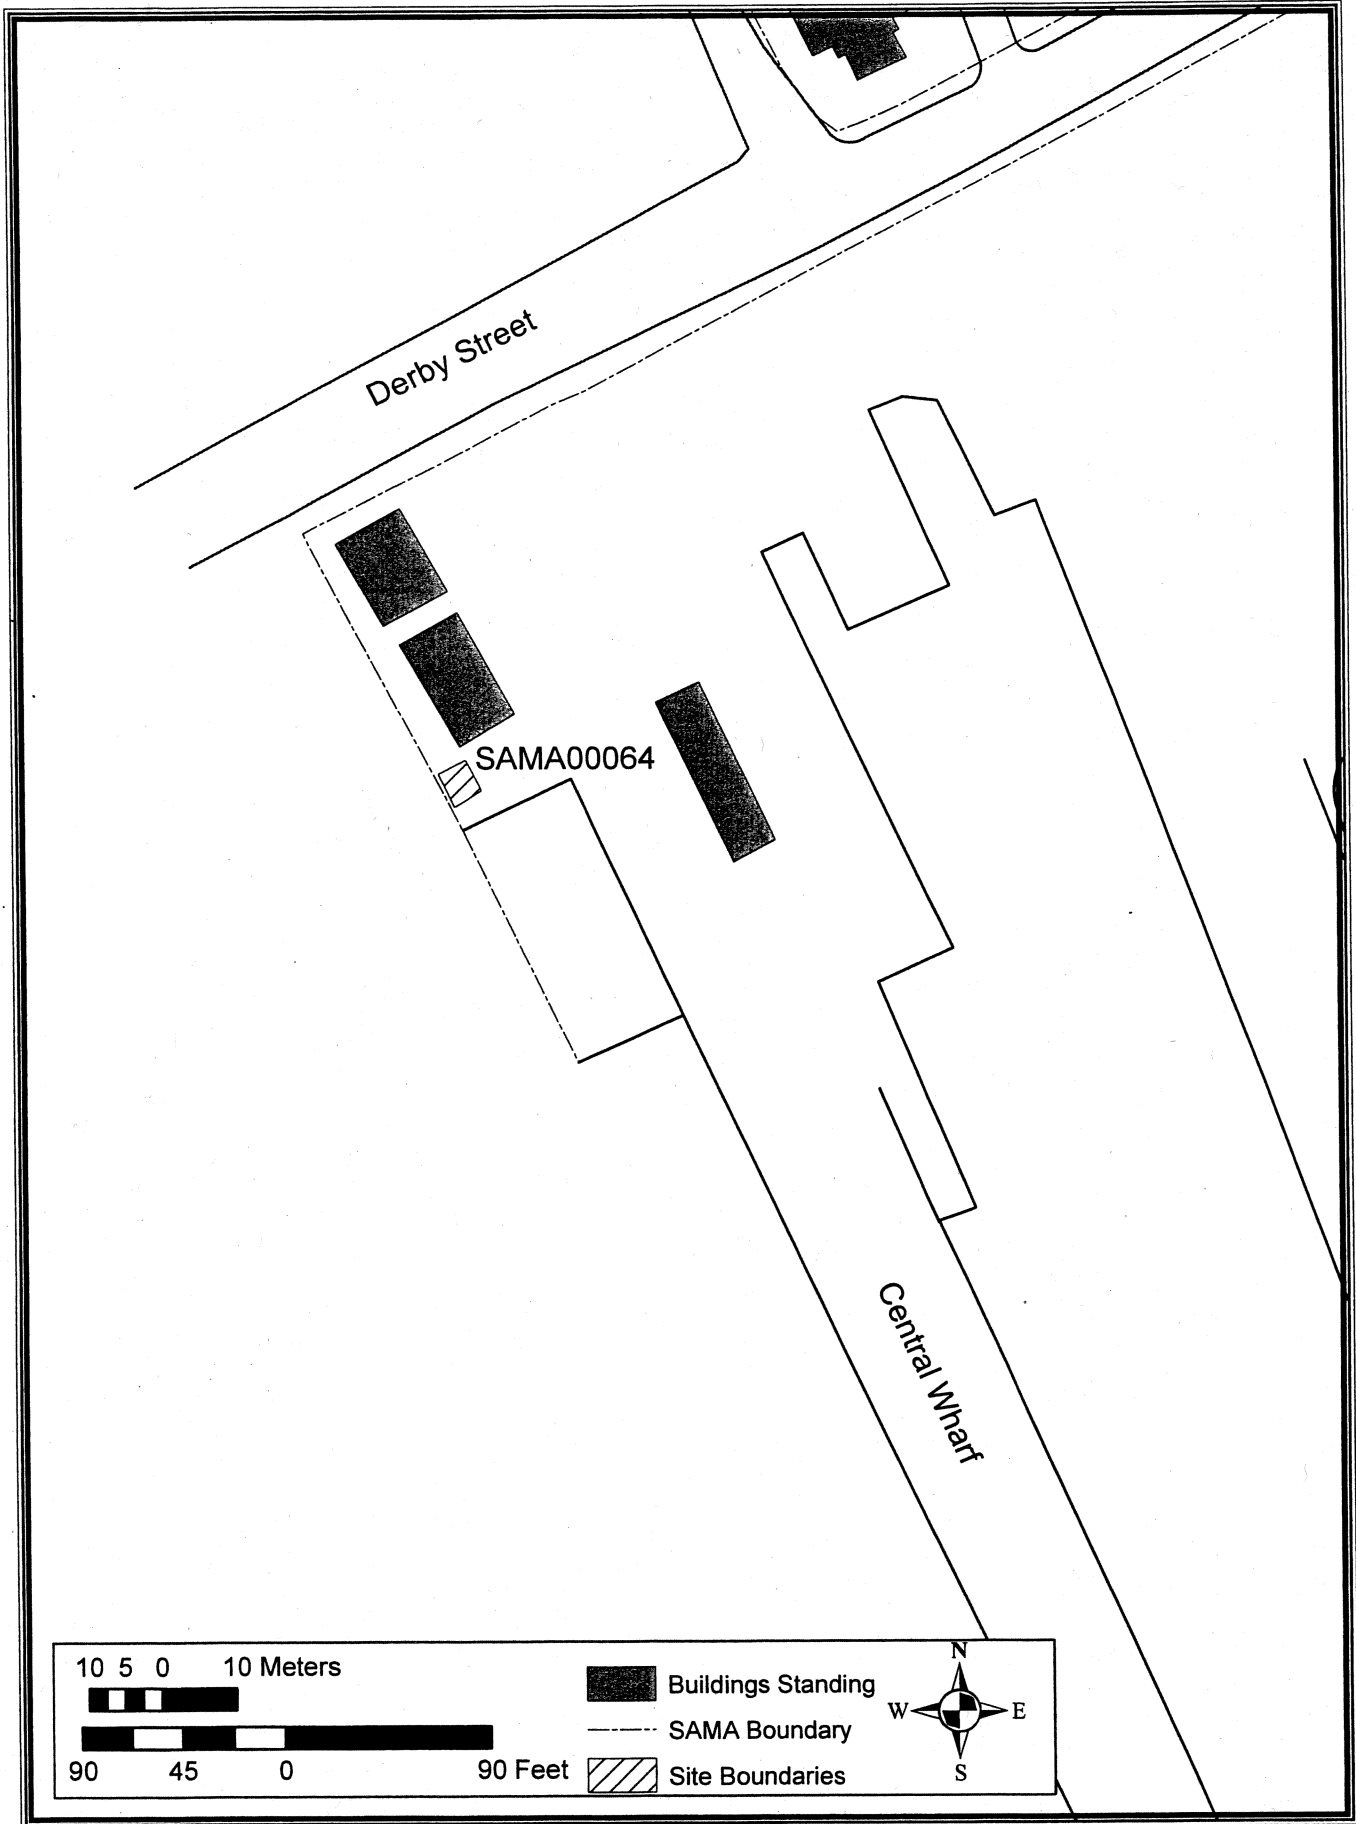 Derby Street
SAMA00064
Central Wharf
10 5 0 10 Meters
90 45 0 90 Feet
Buildings Standing
SAMA Boundary
Site Boundaries
N
W E
S